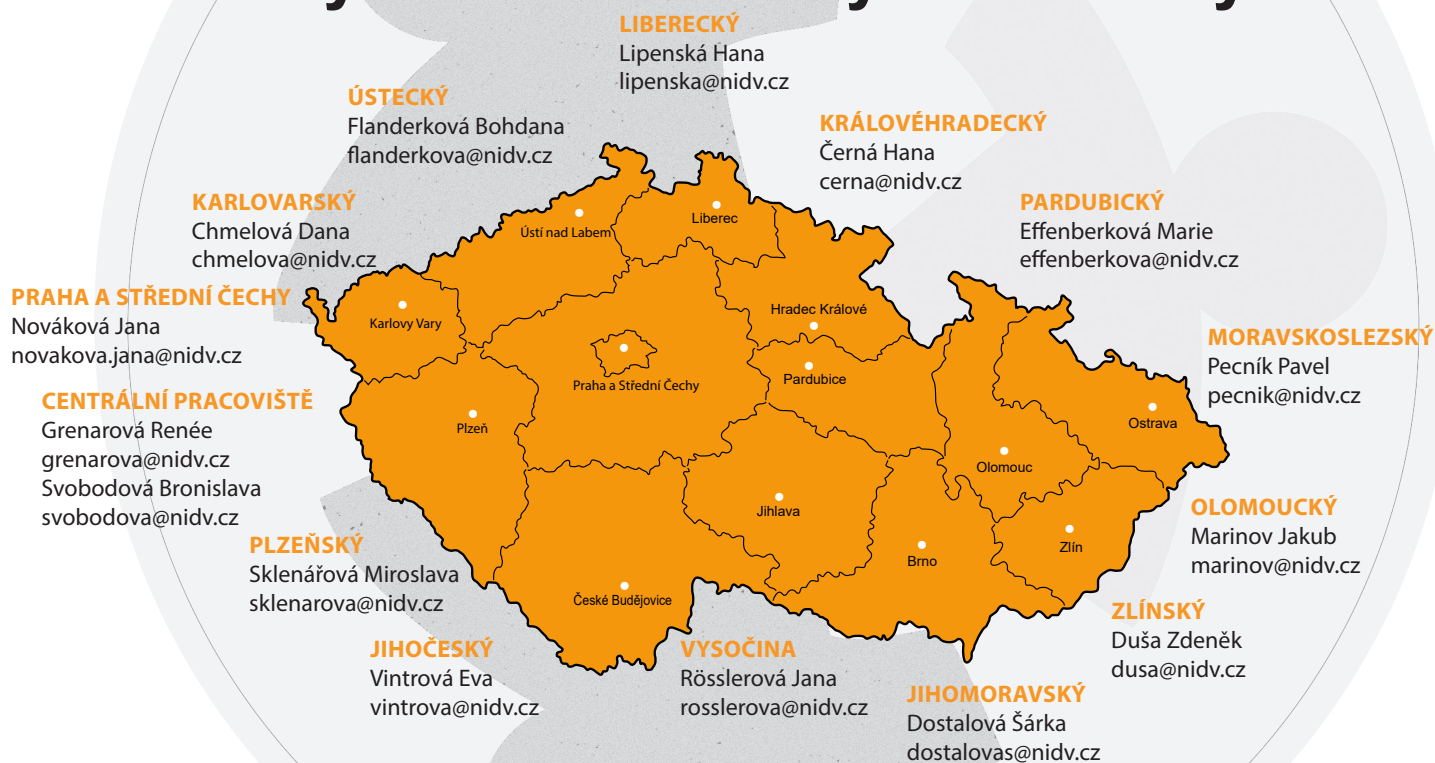 LIBERECKÝ
Lipenská Hana
lipenska@nidv.cz
ÚSTECKÝ
Flanderková Bohdana
flanderkova@nidv.cz
KRÁLOVÉHRADECKÝ
Černá Hana
cerna@nidv.cz
KARLOVARSKÝ
Chmelová Dana
chmelova@nidv.cz
PARDUBICKÝ
Effenberková Marie
effenberkova@nidv.cz
PRAHA A STŘEDNÍ ČECHY
Nováková Jana
novakova.jana@nidv.cz
MORAVSKOSLEZSKÝ
Pecník Pavel
pecnik@nidv.cz
CENTRÁLNÍ PRACOVIŠTĚ
Grenarová Renée
grenarova@nidv.cz
Svobodová Bronislava
svobodova@nidv.cz
Liberec
Ústí nad Labem
Hradec Králové
Karlovy Vary
Pardubice
Praha a Střední Čechy
Plzeň
Ostrava
Olomouc
Jihlava
Zlín
Brno
České Budějovice
OLOMOUCKÝ
Marinov Jakub
marinov@nidv.cz
PLZEŇSKÝ
Sklenářová Miroslava
sklenarova@nidv.cz
ZLÍNSKÝ
Duša Zdeněk
dusa@nidv.cz
JIHOČESKÝ
Vintrová Eva
vintrova@nidv.cz
VYSOČINA
Rösslerová Jana
rosslerova@nidv.cz
JIHOMORAVSKÝ
Dostalová Šárka
dostalovas@nidv.cz